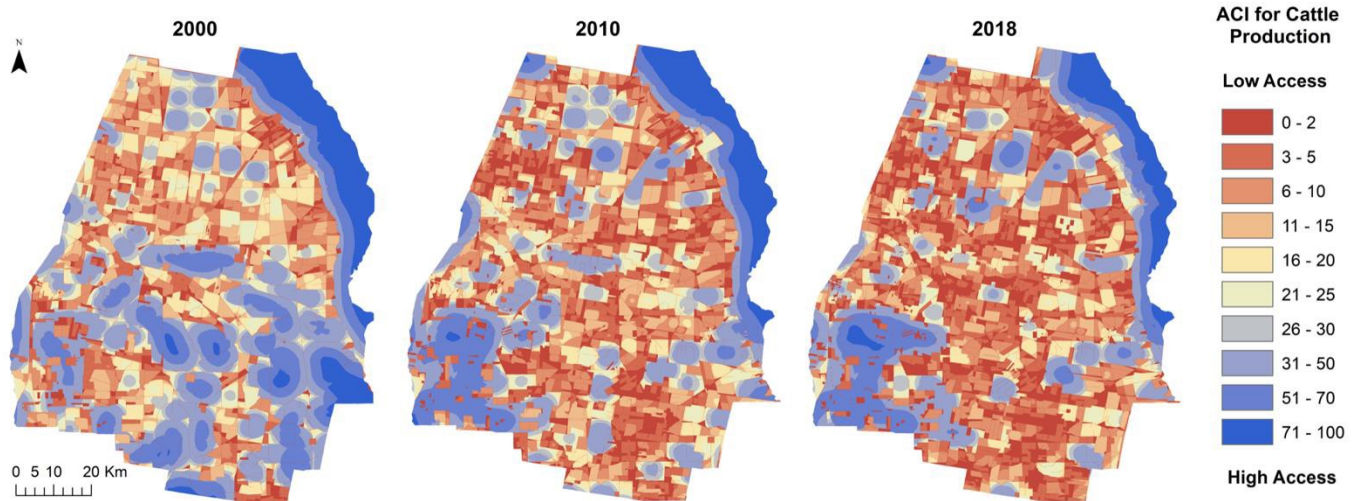 2000
2010
2018
N
ACI for Cattle
Production
Low Access
0 - 2
3 - 5
6 - 10
11 - 15
16 - 20
21 - 25
26 - 30
31 - 50
51 - 70
71 - 100
High Access
0 5 10 20 Km